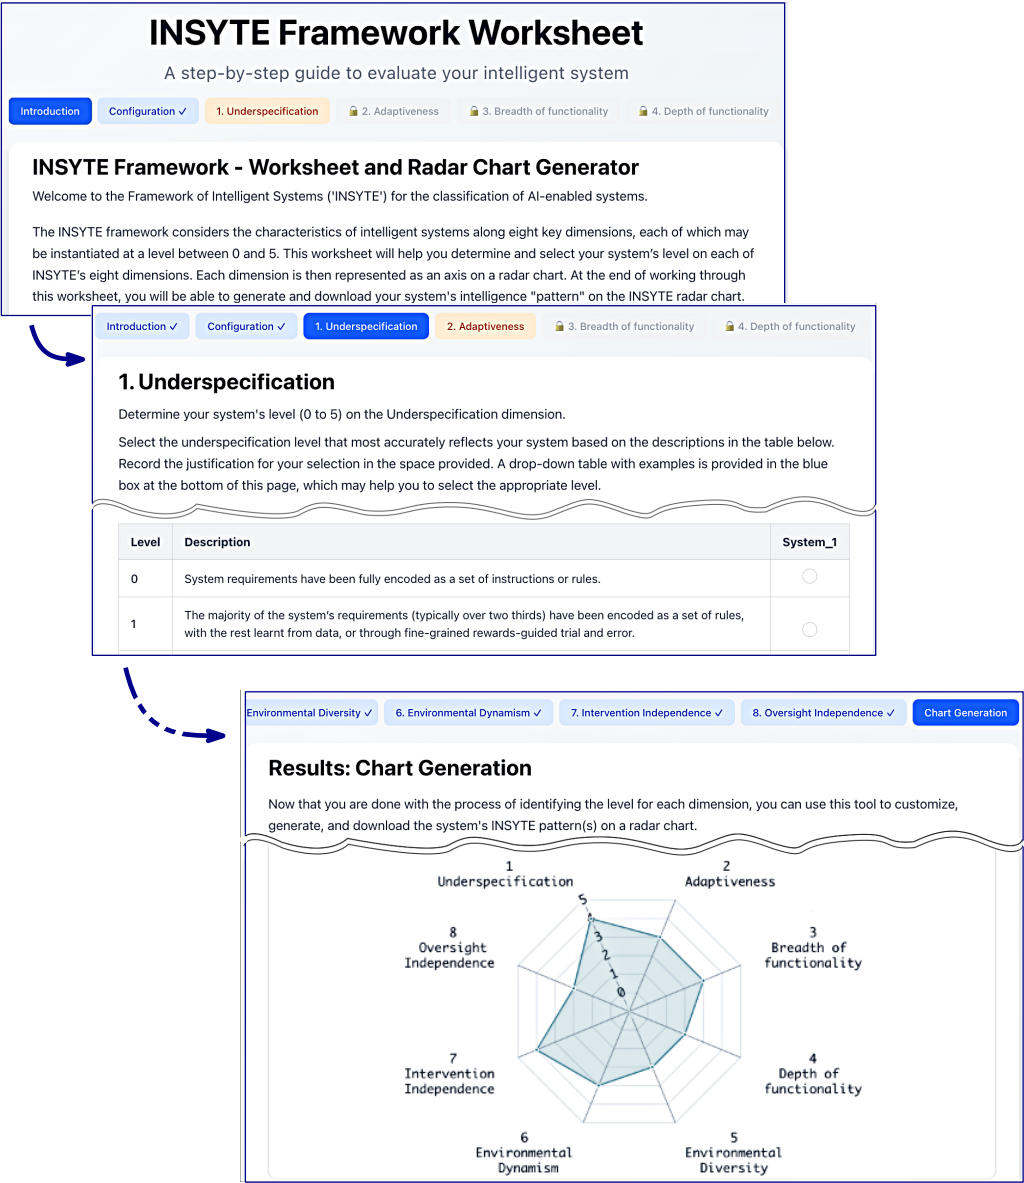 INSYTE Framework Worksheet
A step-by-step guide to evaluate your intelligent system
Introduction
Configuration ✓
1. Underspecification
🔒 2. Adaptiveness
🔒 3. Breadth of functionality
🔒 4. Depth of functionality
INSYTE Framework - Worksheet and Radar Chart Generator
Welcome to the Framework of Intelligent Systems ('INSYTE') for the classification of AI-enabled systems.
The INSYTE framework considers the characteristics of intelligent systems along eight key dimensions, each of which may
be instantiated at a level between 0 and 5. This worksheet will help you determine and select your system's level on each of
INSYTE's eight dimensions. Each dimension is then represented as an axis on a radar chart. At the end of working through
this worksheet, you will be able to generate and download your system's intelligence "pattern" on the INSYTE radar chart.
Introduction ✓
Configuration ✓
1. Underspecification
2. Adaptiveness
🔒 3. Breadth of functionality
🔒 4. Depth of functionality
1. Underspecification
Determine your system's level (0 to 5) on the Underspecification dimension.
Select the underspecification level that most accurately reflects your system based on the descriptions in the table below.
Record the justification for your selection in the space provided. A drop-down table with examples is provided in the blue
box at the bottom of this page, which may help you to select the appropriate level.
Level
Description
System_1
0
System requirements have been fully encoded as a set of instructions or rules.
1
The majority of the system's requirements (typically over two thirds) have been encoded as a set of rules,
with the rest learnt from data, or through fine-grained rewards-guided trial and error.
Environmental Diversity ✓
6. Environmental Dynamism ✓
7. Intervention Independence ✓
8. Oversight Independence ✓
Chart Generation
Results: Chart Generation
Now that you are done with the process of identifying the level for each dimension, you can use this tool to customize,
generate, and download the system's INSYTE pattern(s) on a radar chart.
1
Underspecification
2
Adaptiveness
3
Breadth of
functionality
4
Depth of
functionality
5
Environmental
Diversity
6
Environmental
Dynamism
7
Intervention
Independence
8
Oversight
Independence
5
4
3
2
1
0